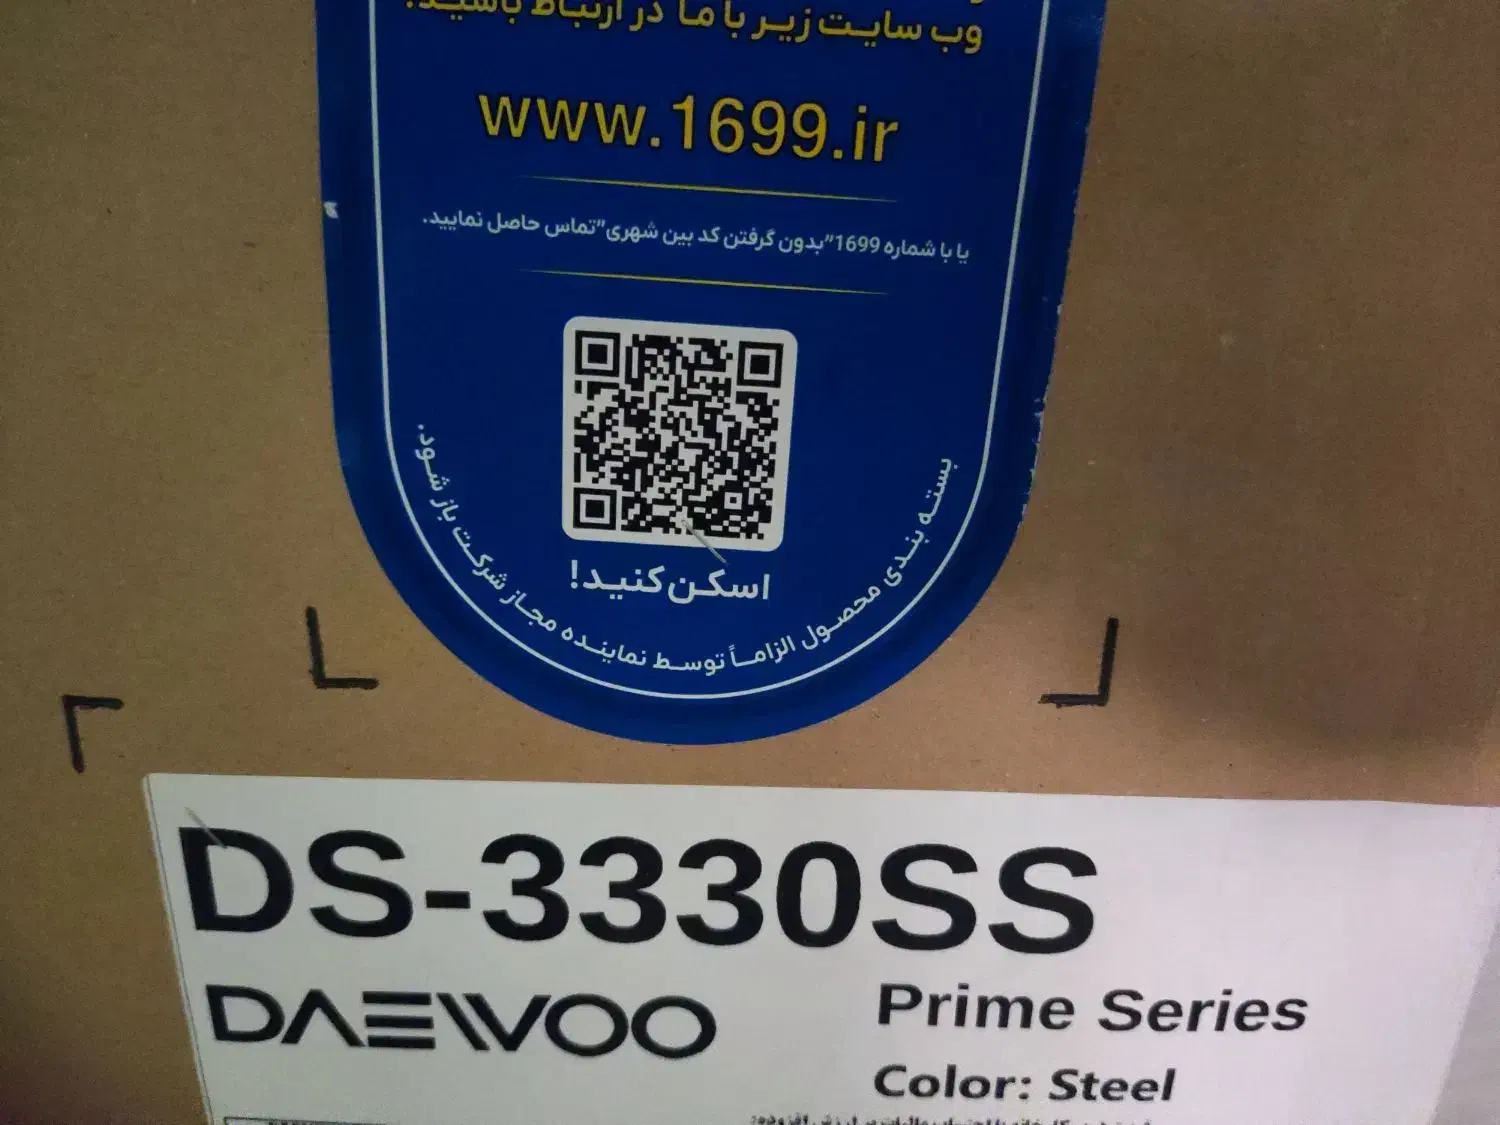 وب سایت زیر با ما در ارتباط باشید.
www.1699.ir
یا با شماره 1699"بدون گرفتن کد بین شهری"تماس حاصل نمایید.
اسکن کنید!
بسته بندی محصول الزاماً توسط نماینده مجاز شرکت باز شود.
DS-3330SS
DAEWOO
Prime Series
Color: Steel